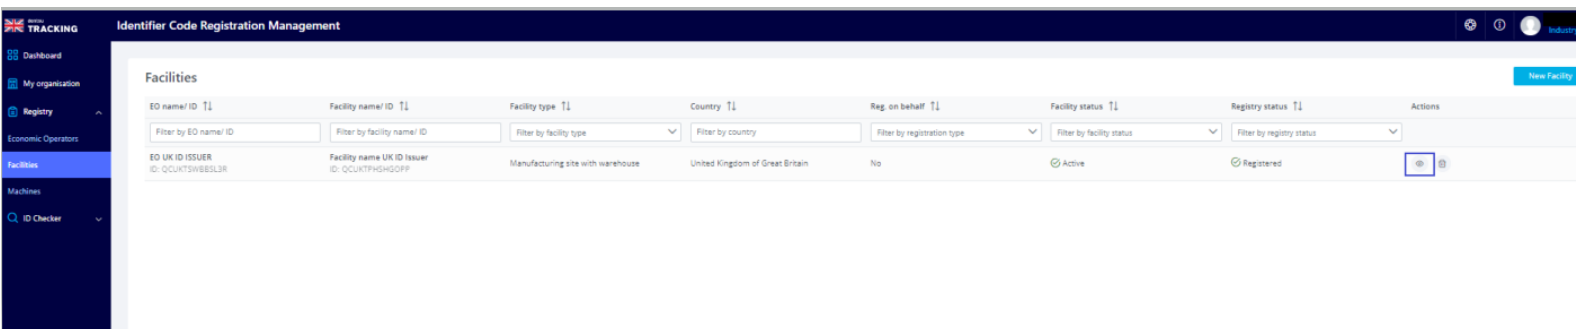 TRACKING
Identifier Code Registration Management
Industry
Dashboard
My organisation
Registry
Economic Operators
Facilities
Machines
ID Checker
Facilities
New Facility
EO name/ ID
Facility name/ ID
Facility type
Country
Reg. on behalf
Facility status
Registry status
Actions
Filter by EO name/ ID
Filter by facility name/ ID
Filter by facility type
Filter by country
Filter by registration type
Filter by facility status
Filter by registry status
EO UK ID ISSUER
ID: QCUKTSWBBSL3R
Facility name UK ID Issuer
ID: QCUKTFHSHGOPP
Manufacturing site with warehouse
United Kingdom of Great Britain
No
Active
Registered